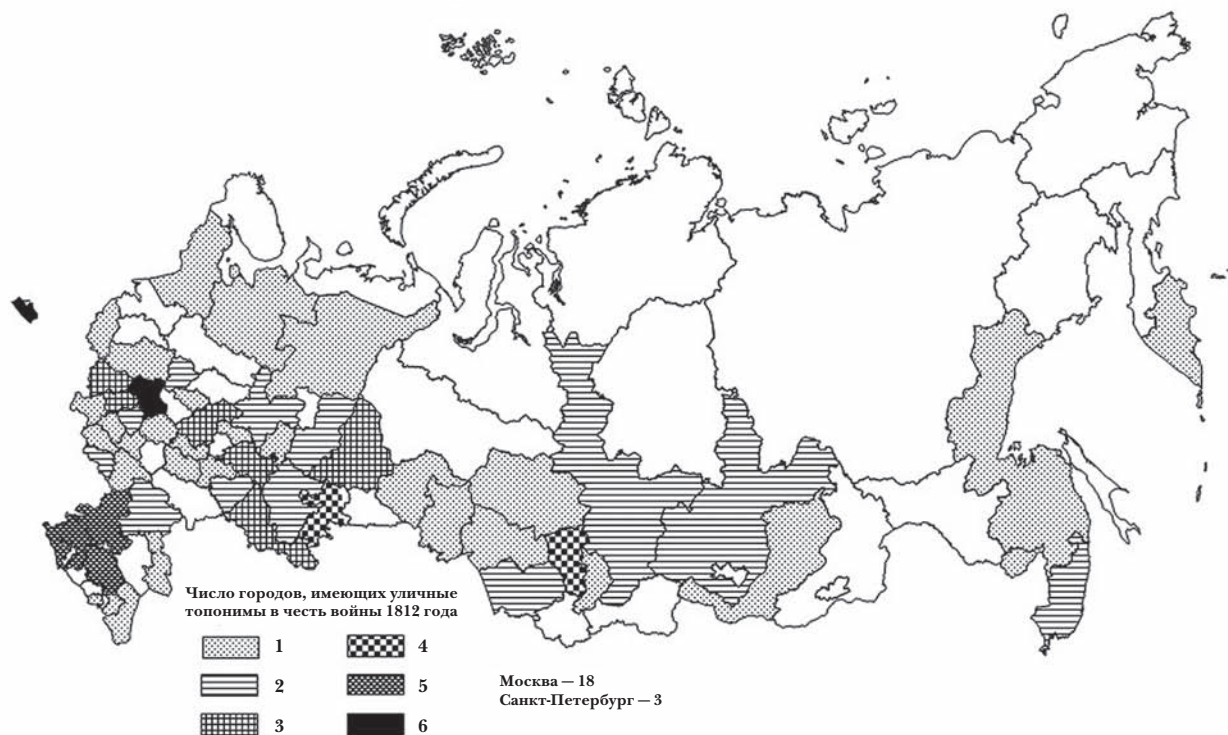 Число городов, имеющих уличные
топонимы в честь войны 1812 года
1
4
2
5
3
6
Москва — 18
Санкт-Петербург — 3